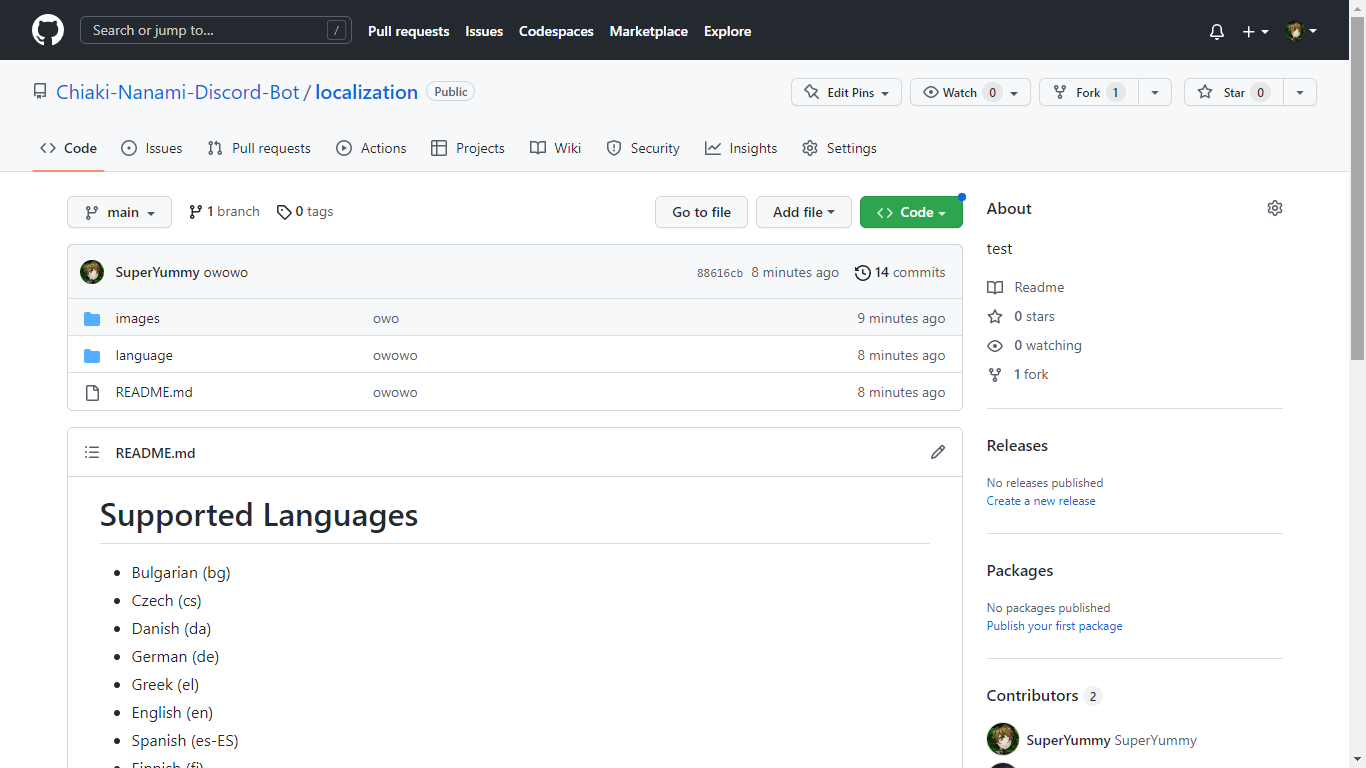 Search or jump to... /
Pull requests Issues Codespaces Marketplace Explore
Chiaki-Nanami-Discord-Bot / localization Public
Edit Pins Watch 0 Fork 1 Star 0
Code Issues Pull requests Actions Projects Wiki Security Insights Settings
main 1 branch 0 tags Go to file Add file Code
SuperYummy owowo 88616cb 8 minutes ago 14 commits
images owo 9 minutes ago
language owowo 8 minutes ago
README.md owowo 8 minutes ago
README.md
Supported Languages
Bulgarian (bg)
Czech (cs)
Danish (da)
German (de)
Greek (el)
English (en)
Spanish (es-ES)
Finnish (fi)
About
test
Readme
0 stars
0 watching
1 fork
Releases
No releases published
Create a new release
Packages
No packages published
Publish your first package
Contributors 2
SuperYummy SuperYummy